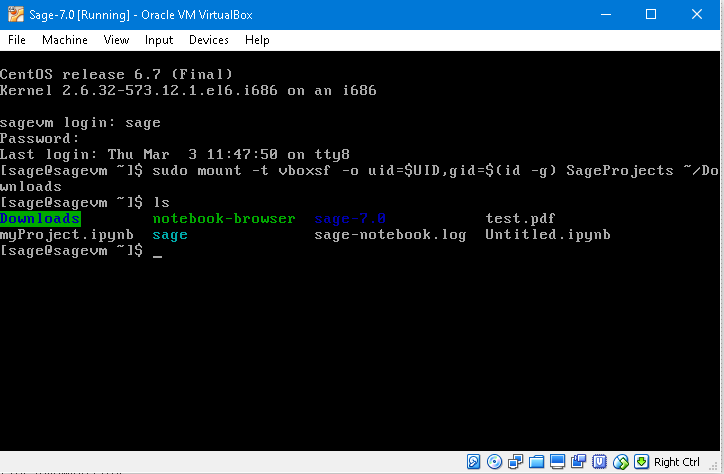 Sage-7.0 [Running] - Oracle VM VirtualBox
File Machine View Input Devices Help
CentOS release 6.7 (Final)
Kernel 2.6.32-573.12.1.el6.i686 on an i686
sagevm login: sage
Password:
Last login: Thu Mar  3 11:47:50 on tty8
[sage@sagevm ~]$ sudo mount -t vboxsf -o uid=$UID,gid=$(id -g) SageProjects ~/Do
wnloads
[sage@sagevm ~]$ ls
Downloads notebook-browser sage-7.0 test.pdf
myProject.ipynb sage sage-notebook.log Untitled.ipynb
[sage@sagevm ~]$ _
Right Ctrl